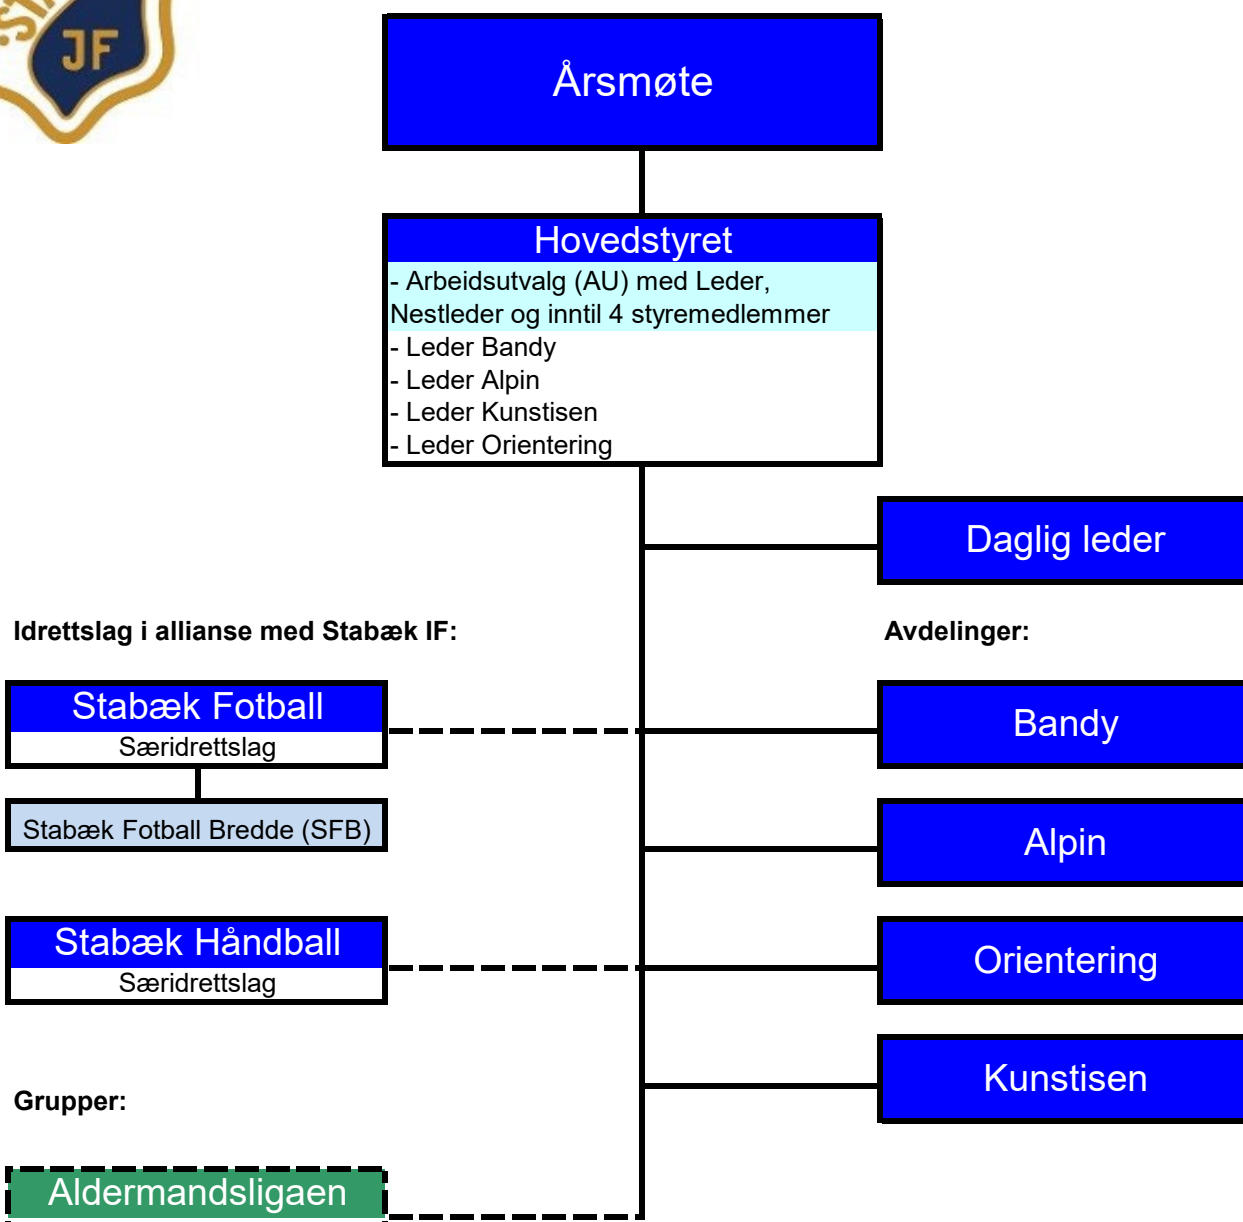 JF
Årsmøte
Hovedstyret
- Arbeidsutvalg (AU) med Leder,
Nestleder og inntil 4 styremedlemmer
- Leder Bandy
- Leder Alpin
- Leder Kunstisen
- Leder Orientering
Daglig leder
Idrettslag i allianse med Stabæk IF:
Avdelinger:
Stabæk Fotball
Særidrettslag
Bandy
Stabæk Fotball Bredde (SFB)
Alpin
Stabæk Håndball
Særidrettslag
Orientering
Kunstisen
Grupper:
Aldermandsligaen